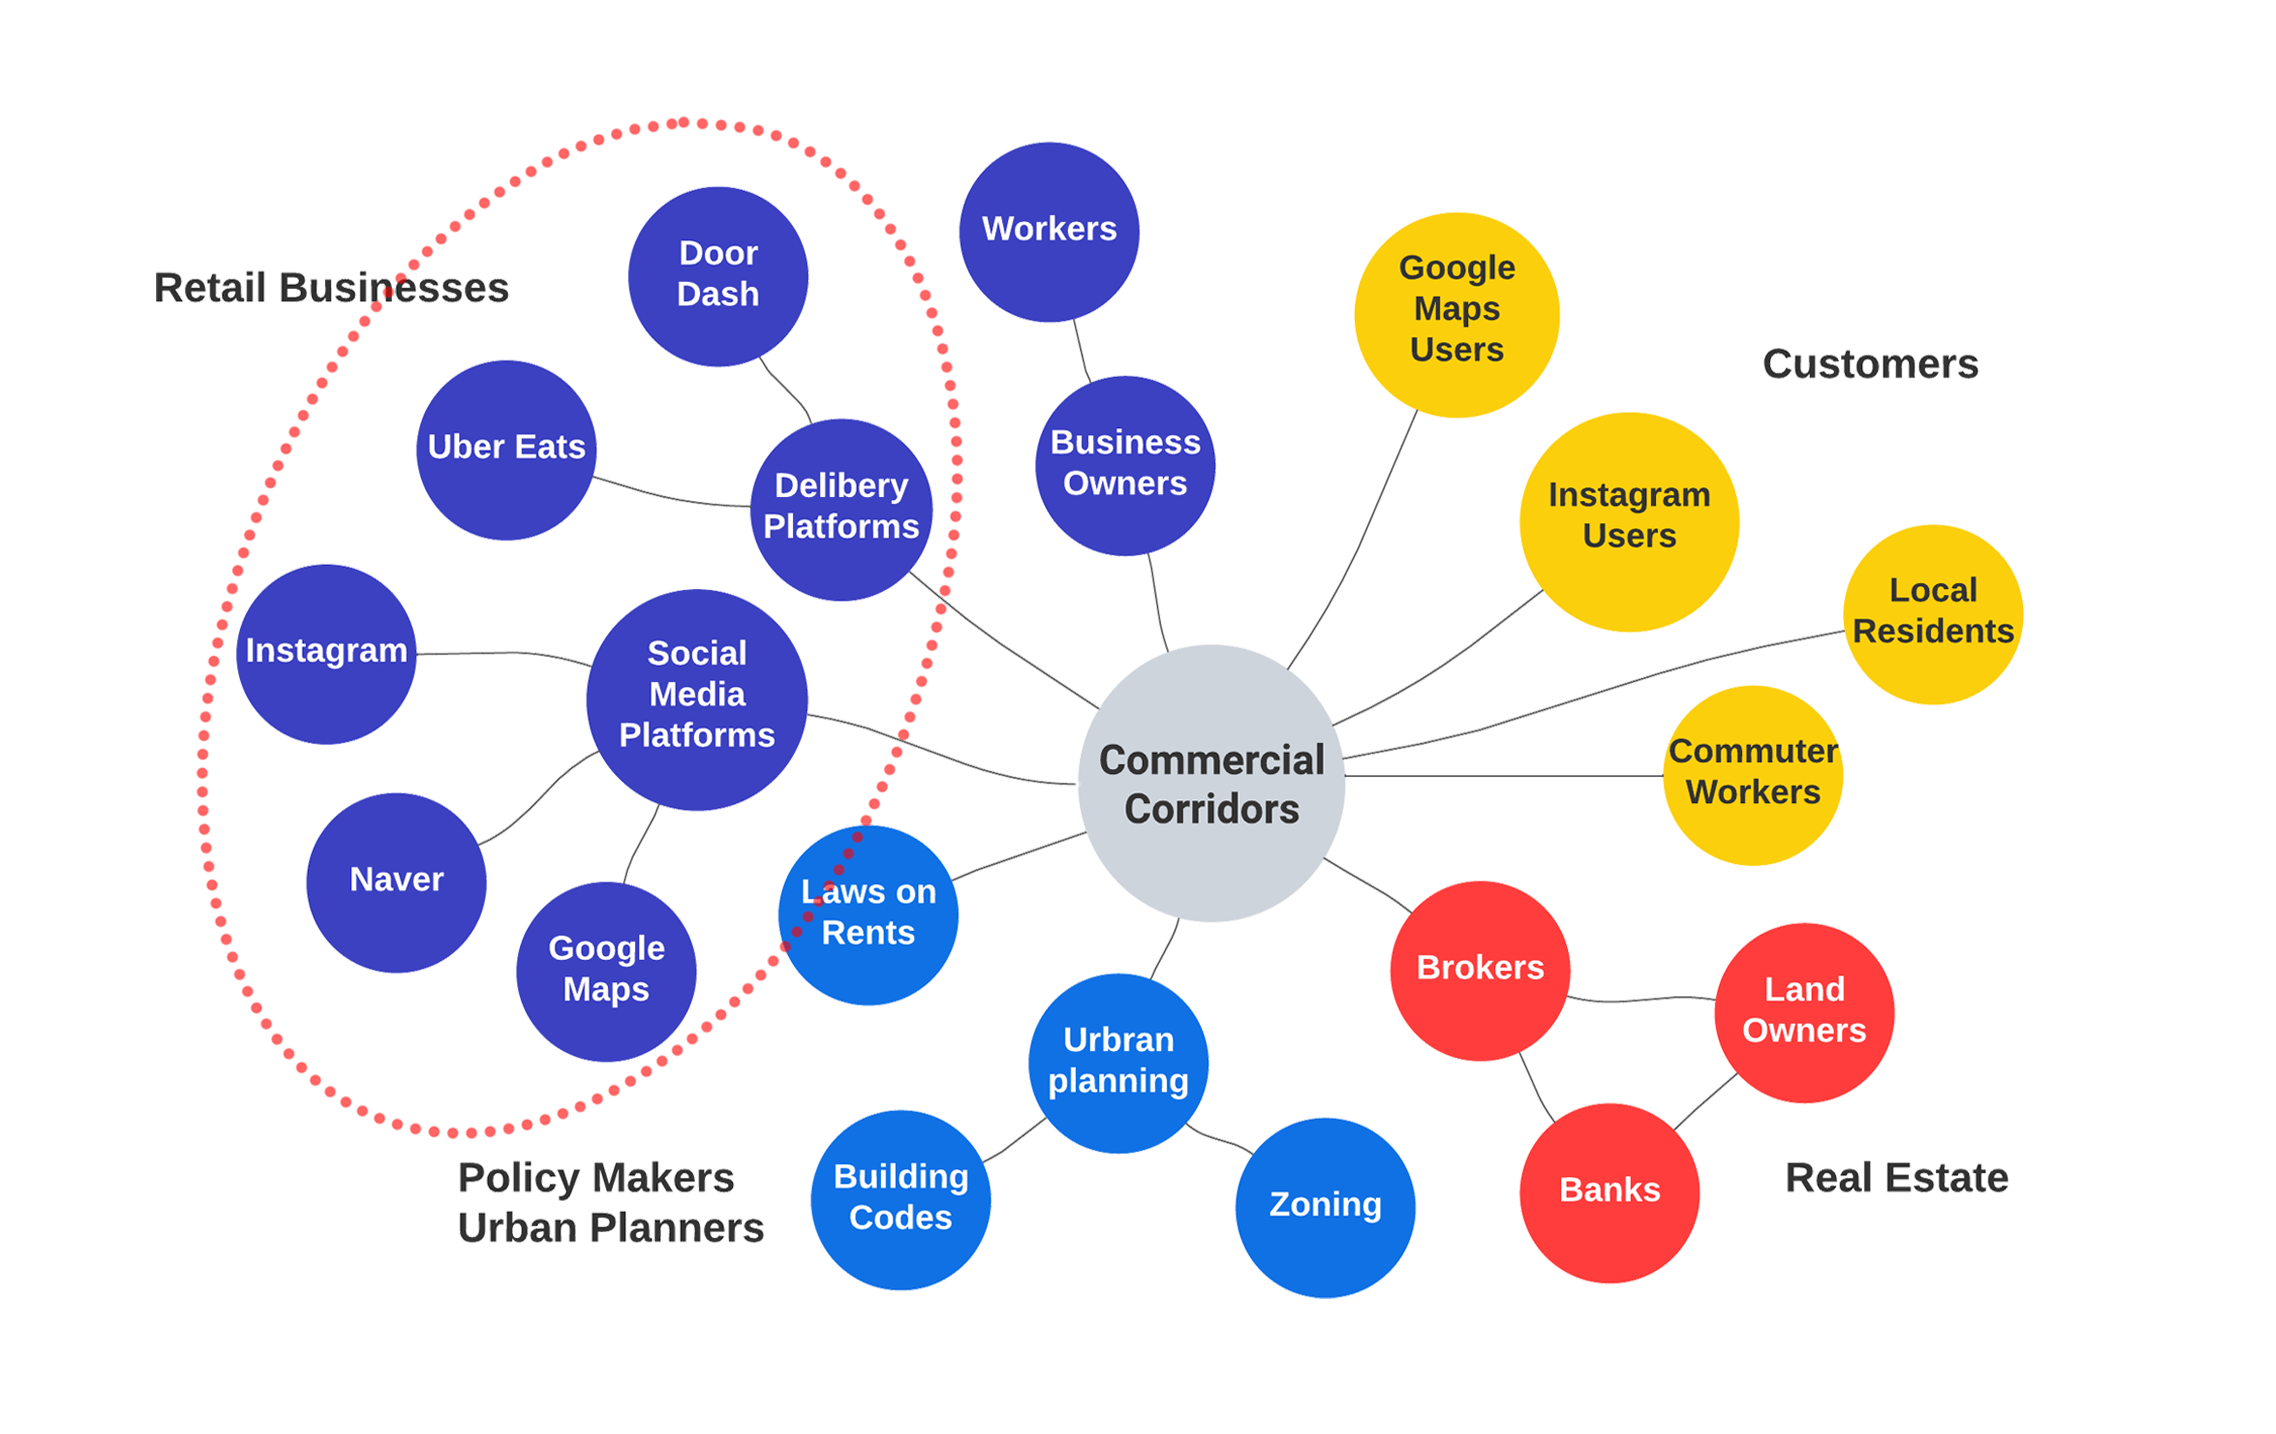 Workers
Door
Dash
Google
Maps
Users
Retail Businesses
Customers
Uber Eats
Business
Owners
Delibery
Platforms
Instagram
Users
Local
Residents
Instagram
Social
Media
Platforms
Commercial
Corridors
Commuter
Workers
Naver
Laws on
Rents
Google
Maps
Brokers
Land
Owners
Urbran
planning
Policy Makers
Urban Planners
Building
Codes
Zoning
Banks
Real Estate